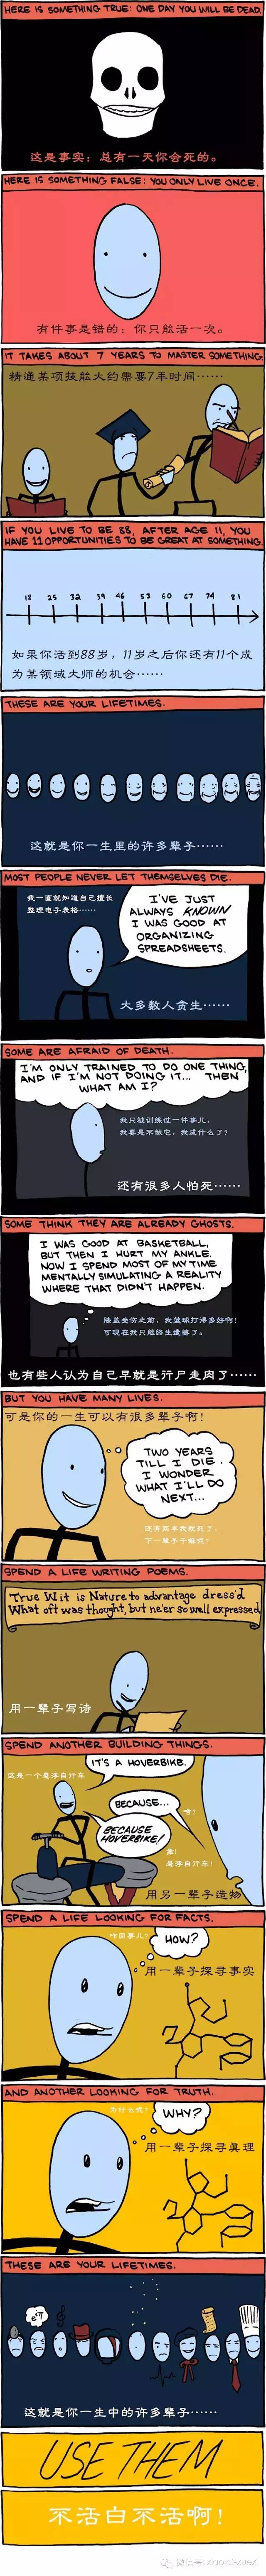 HERE IS SOMETHING TRUE: ONE DAY YOU WILL BE DEAD.
这是事实：总有一天你会死的。
HERE IS SOMETHING FALSE: YOU ONLY LIVE ONCE.
有件事是错的：你只能活一次。
IT TAKES ABOUT 7 YEARS TO MASTER SOMETHING.
精通某项技能大约需要7年时间……
IF YOU LIVE TO BE 88, AFTER AGE 11, YOU
HAVE 11 OPPORTUNITIES TO BE GREAT AT SOMETHING.
18 25 32 39 46 53 60 67 74 81
如果你活到88岁，11岁之后你还有11个成
为某领域大师的机会……
THESE ARE YOUR LIFETIMES.
这就是你一生里的许多辈子……
MOST PEOPLE NEVER LET THEMSELVES DIE.
我一直就知道自己擅长
整理电子表格……
I'VE JUST
ALWAYS KNOWN
I WAS GOOD AT
ORGANIZING
SPREADSHEETS.
大多数人贪生……
SOME ARE AFRAID OF DEATH.
I'M ONLY TRAINED TO DO ONE THING,
AND IF I'M NOT DOING IT... THEN
WHAT AM I?
我只被训练过一件事儿，
我要是不做它，我成什么了？
还有很多人怕死……
SOME THINK THEY ARE ALREADY GHOSTS.
I WAS GOOD AT BASKETBALL,
BUT THEN I HURT MY ANKLE.
NOW I SPEND MOST OF MY TIME
MENTALLY SIMULATING A REALITY
WHERE THAT DIDN'T HAPPEN.
膝盖受伤之前，我篮球打得多好啊！
可现在我只能终生遗憾了。
也有些人认为自己早就是行尸走肉了……
BUT YOU HAVE MANY LIVES.
可是你的一生可以有很多辈子啊！
TWO YEARS
TILL I DIE.
I WONDER
WHAT I'LL DO
NEXT...
还有两年我就死了，
下一辈子干嘛呢？
SPEND A LIFE WRITING POEMS.
True Wit is Nature to advantage dress'd
What oft was thought, but ne'er so well expressed
用一辈子写诗
SPEND ANOTHER BUILDING THINGS.
IT'S A HOVERBIKE.
这是一个悬浮自行车
BECAUSE...
啥？
BECAUSE
HOVERBIKE!
靠！
悬浮自行车！
用另一辈子造物
SPEND A LIFE LOOKING FOR FACTS.
咋回事儿？
HOW?
用一辈子探寻事实
AND ANOTHER LOOKING FOR TRUTH.
为什么呢？
WHY?
用一辈子探寻真理
THESE ARE YOUR LIFETIMES.
这就是你一生中的许多辈子……
USE THEM
不活白不活啊！
微信号: xiaolai-xuexi